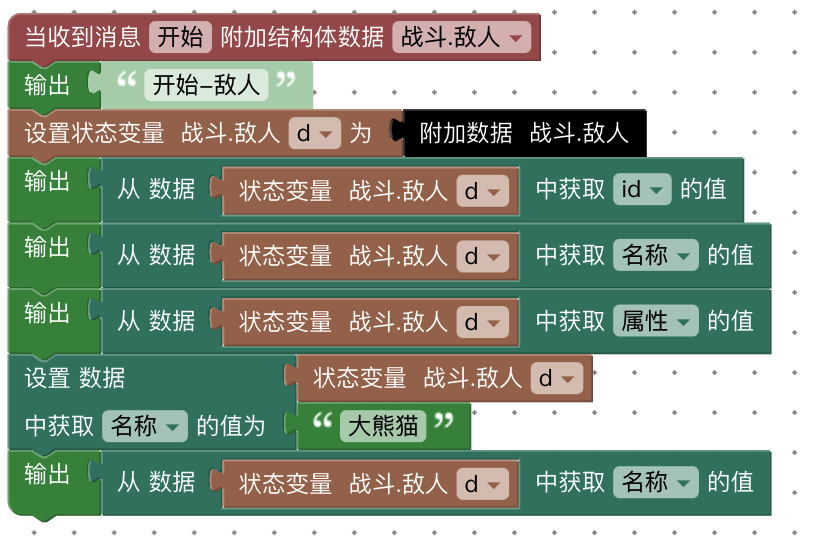 当收到消息 开始 附加结构体数据 战斗.敌人
输出 “ 开始-敌人 ”
设置状态变量 战斗.敌人 d 为 附加数据 战斗.敌人
输出 从 数据 状态变量 战斗.敌人 d 中获取 id 的值
输出 从 数据 状态变量 战斗.敌人 d 中获取 名称 的值
输出 从 数据 状态变量 战斗.敌人 d 中获取 属性 的值
设置 数据 状态变量 战斗.敌人 d
中获取 名称 的值为 “ 大熊猫 ”
输出 从 数据 状态变量 战斗.敌人 d 中获取 名称 的值